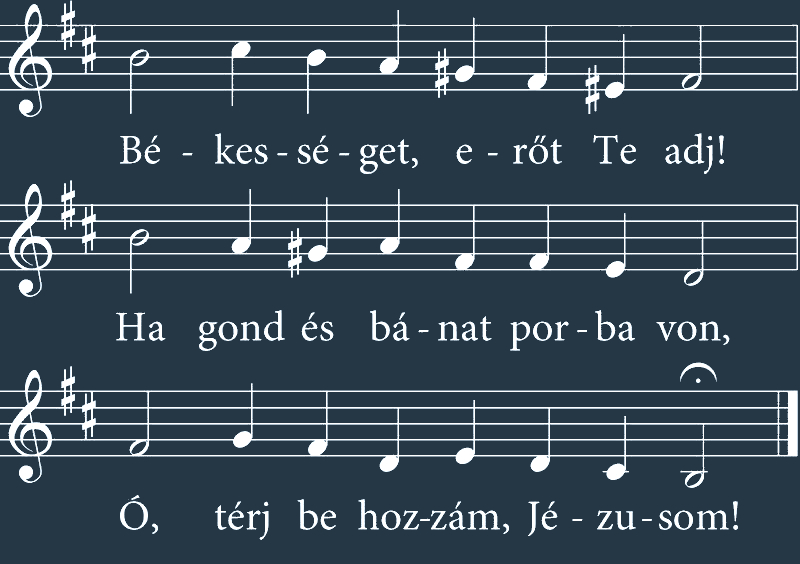 Bé - kes - sé - get, e - rőt Te adj!
Ha gond és bá - nat por - ba von,
Ó, térj be hoz-zám, Jé - zu - som!